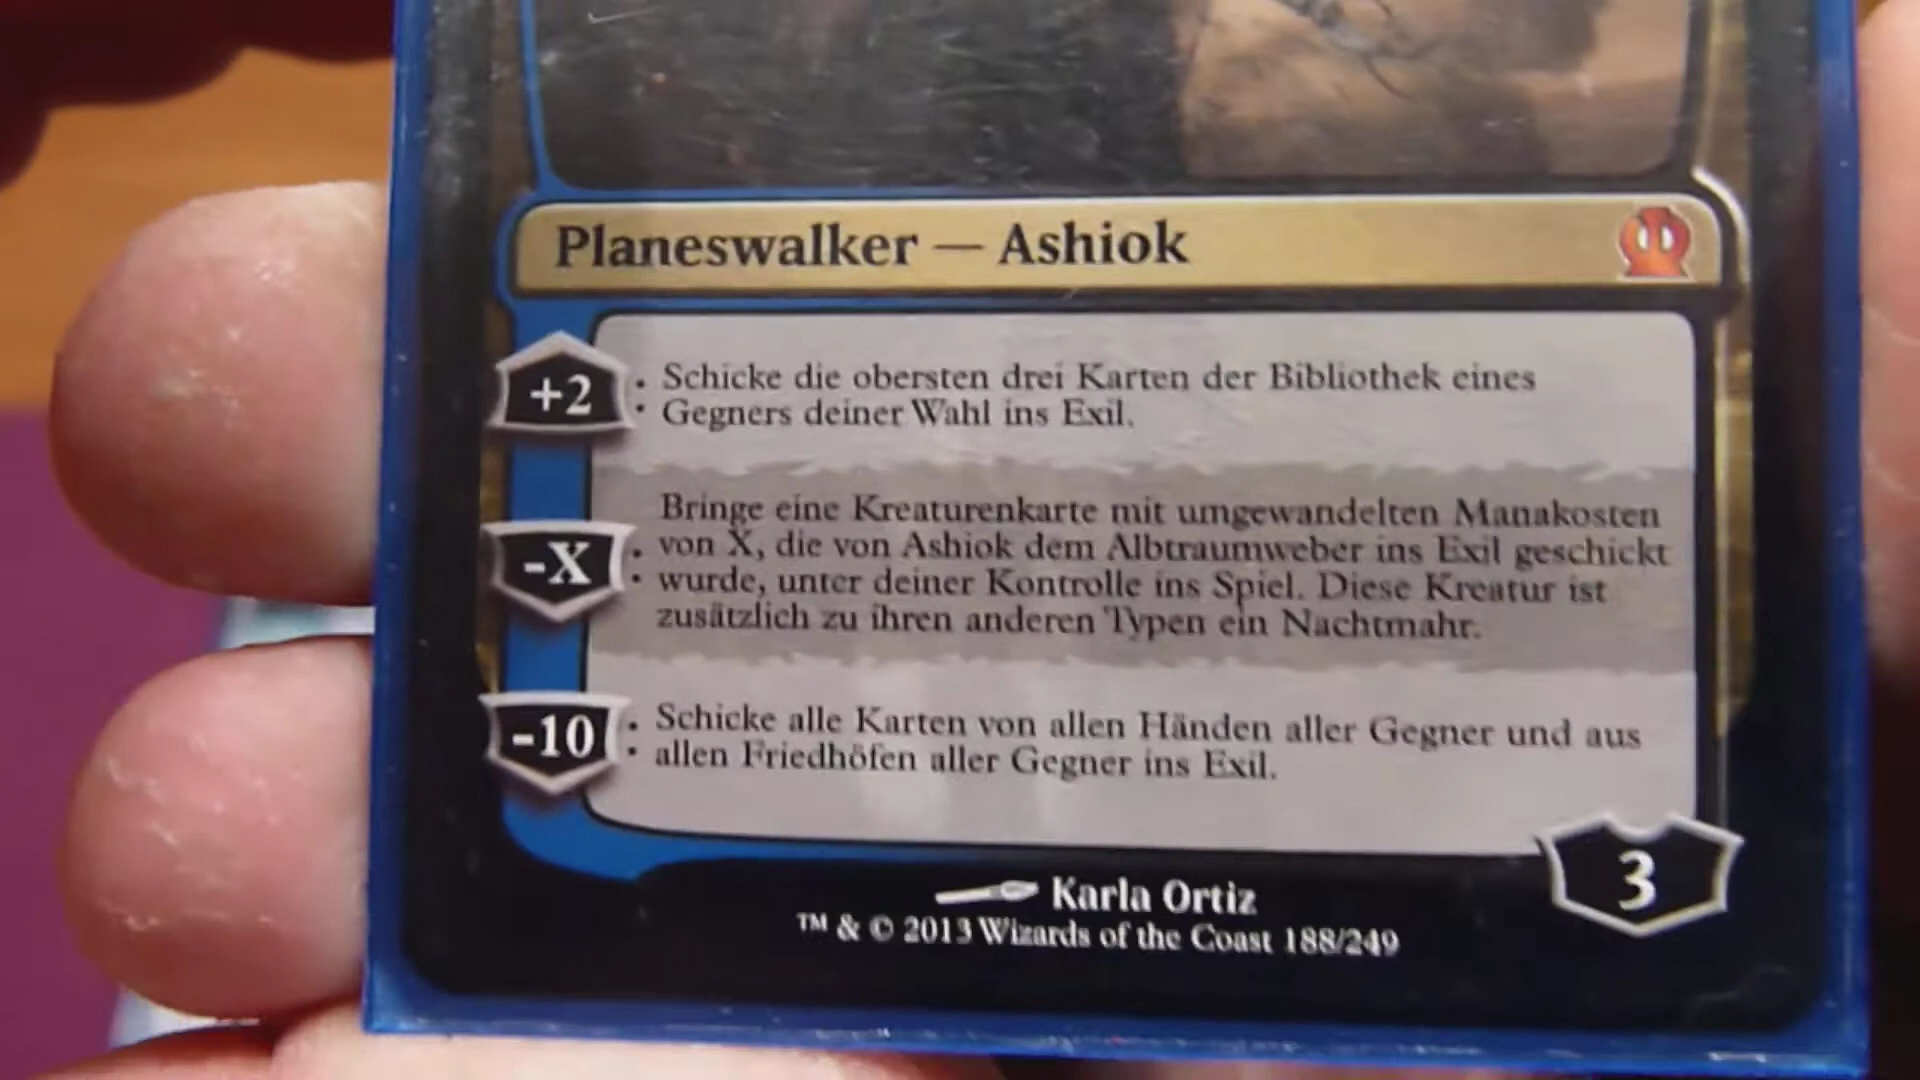 Planeswalker — Ashiok
+2 : Schicke die obersten drei Karten der Bibliothek eines
Gegners deiner Wahl ins Exil.
Bringe eine Kreaturenkarte mit umgewandelten Manakosten
-X : von X, die von Ashiok dem Albtraumweber ins Exil geschickt
wurde, unter deiner Kontrolle ins Spiel. Diese Kreatur ist
zusätzlich zu ihren anderen Typen ein Nachtmahr.
-10 : Schicke alle Karten von allen Händen aller Gegner und aus
allen Friedhöfen aller Gegner ins Exil.
3
Karla Ortiz
™ & © 2013 Wizards of the Coast 188/249